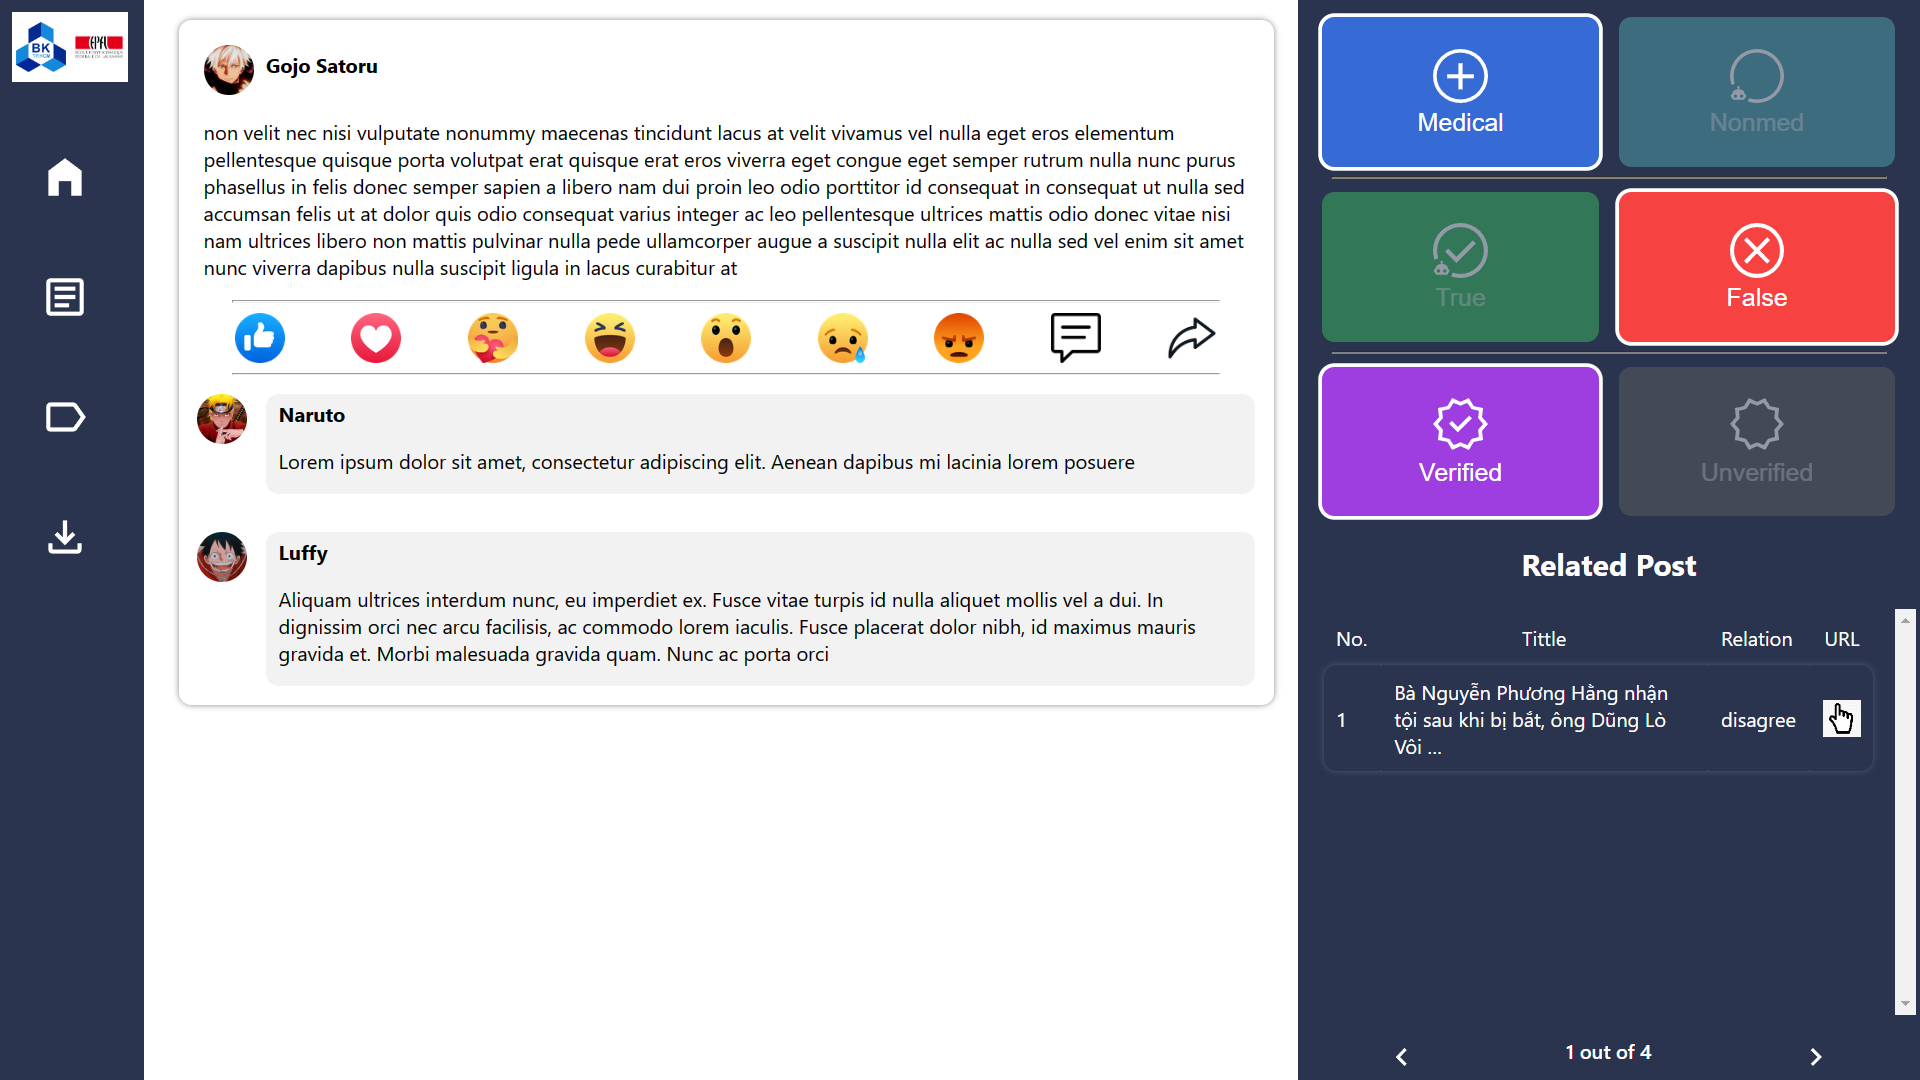 BK
TP.HCM
EPFL
Gojo Satoru
non velit nec nisi vulputate nonummy maecenas tincidunt lacus at velit vivamus vel nulla eget eros elementum
pellentesque quisque porta volutpat erat quisque erat eros viverra eget congue eget semper rutrum nulla nunc purus
phasellus in felis donec semper sapien a libero nam dui proin leo odio porttitor id consequat in consequat ut nulla sed
accumsan felis ut at dolor quis odio consequat varius integer ac leo pellentesque ultrices mattis odio donec vitae nisi
nam ultrices libero non mattis pulvinar nulla pede ullamcorper augue a suscipit nulla elit ac nulla sed vel enim sit amet
nunc viverra dapibus nulla suscipit ligula in lacus curabitur at
Naruto
Lorem ipsum dolor sit amet, consectetur adipiscing elit. Aenean dapibus mi lacinia lorem posuere
Luffy
Aliquam ultrices interdum nunc, eu imperdiet ex. Fusce vitae turpis id nulla aliquet mollis vel a dui. In
dignissim orci nec arcu facilisis, ac commodo lorem iaculis. Fusce placerat dolor nibh, id maximus mauris
gravida et. Morbi malesuada gravida quam. Nunc ac porta orci
Medical
Nonmed
True
False
Verified
Unverified
Related Post
No. Tittle Relation URL
Bà Nguyễn Phương Hằng nhận
1 tội sau khi bị bắt, ông Dũng Lò disagree
Vôi ...
1 out of 4